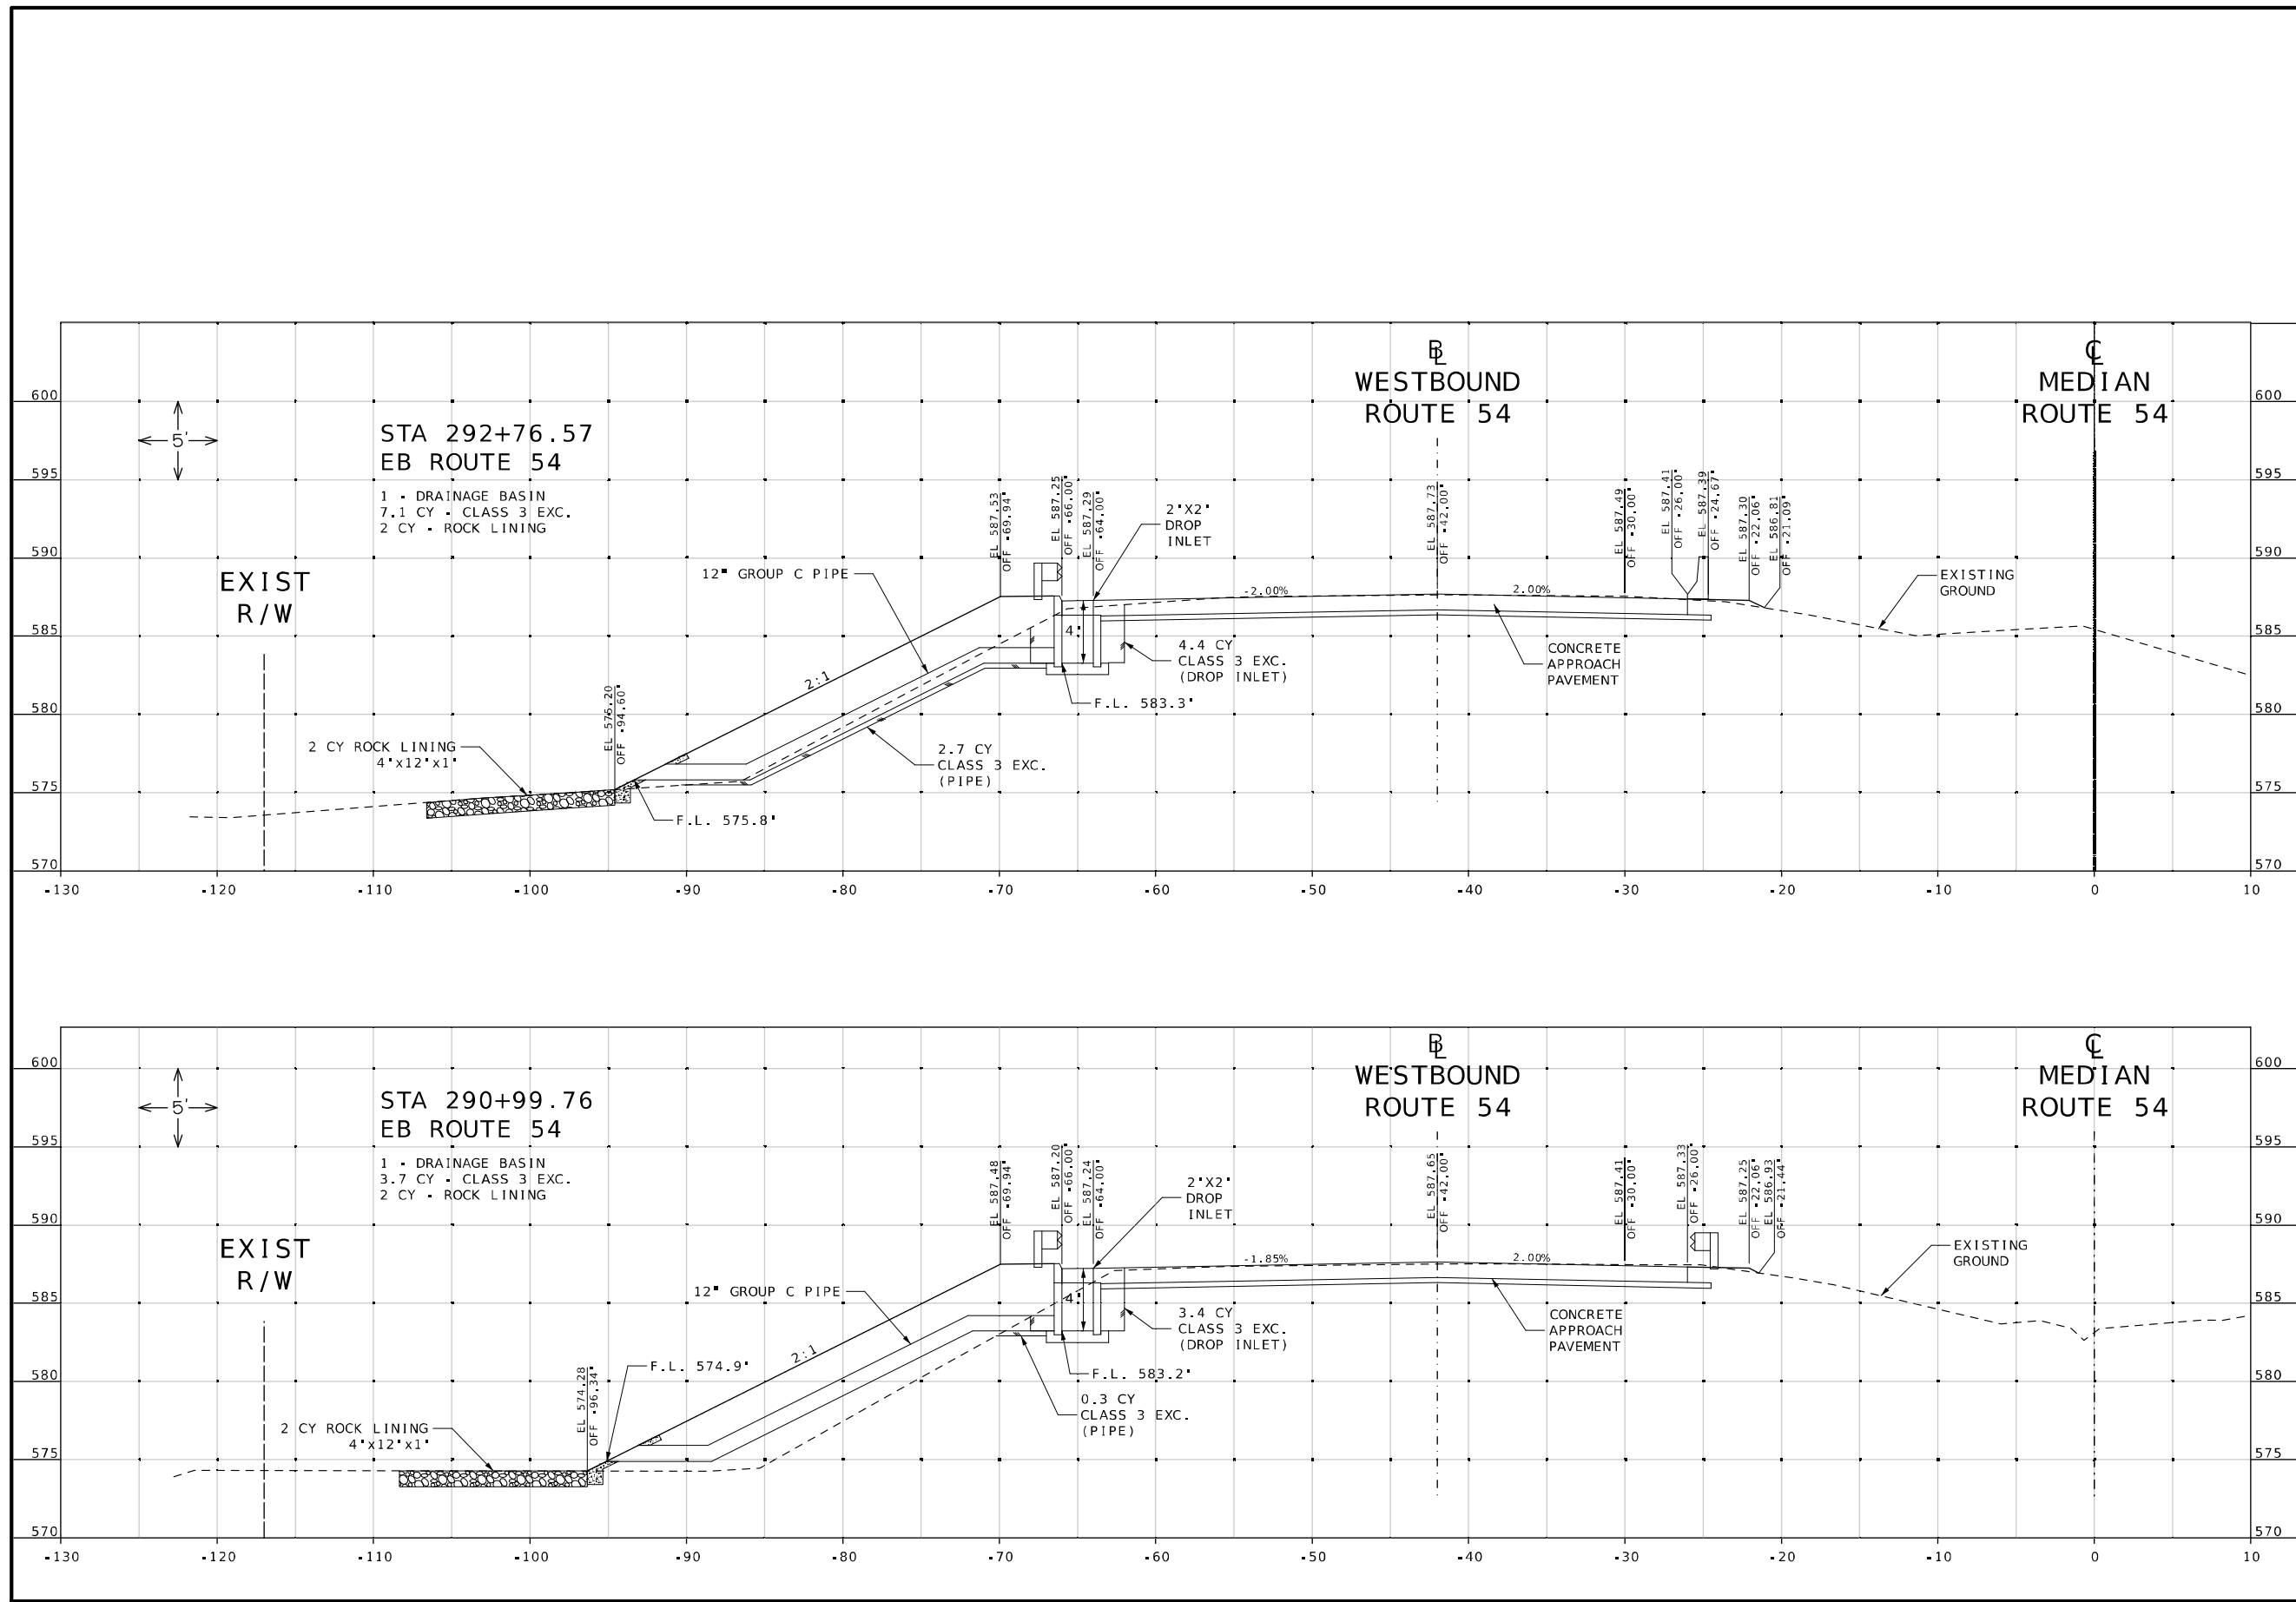 ℄
MEDIAN
ROUTE 54
B̵L
WESTBOUND
ROUTE 54
600
595
590
585
580
575
570
600
595
590
585
580
575
570
5'
STA 292+76.57
EB ROUTE 54
1 - DRAINAGE BASIN
7.1 CY - CLASS 3 EXC.
2 CY - ROCK LINING
EXIST
R/W
EL 575.20
OFF -94.60'
EL 587.53
OFF -69.94'
EL 587.25
OFF -66.00'
EL 587.29
OFF -64.00'
EL 587.73
OFF -42.00'
EL 587.49
OFF -30.00'
EL 587.41
OFF -26.00'
EL 587.39
OFF -24.67'
EL 587.30
OFF -22.06'
EL 586.81
OFF -21.09'
2'X2'
DROP
INLET
12" GROUP C PIPE
-2.00%
2.00%
EXISTING
GROUND
2:1
4'
4.4 CY
CLASS 3 EXC.
(DROP INLET)
CONCRETE
APPROACH
PAVEMENT
F.L. 583.3'
2 CY ROCK LINING
4'x12'x1'
2.7 CY
CLASS 3 EXC.
(PIPE)
F.L. 575.8'
-130 -120 -110 -100 -90 -80 -70 -60 -50 -40 -30 -20 -10 0 10
B̵L
WESTBOUND
ROUTE 54
℄
MEDIAN
ROUTE 54
600
595
590
585
580
575
570
600
595
590
585
580
575
570
5'
STA 290+99.76
EB ROUTE 54
1 - DRAINAGE BASIN
3.7 CY - CLASS 3 EXC.
2 CY - ROCK LINING
EXIST
R/W
EL 574.28
OFF -96.34'
EL 587.48
OFF -69.94'
EL 587.20
OFF -66.00'
EL 587.24
OFF -64.00'
EL 587.65
OFF -42.00'
EL 587.41
OFF -30.00'
EL 587.33
OFF -26.00'
EL 587.25
OFF -22.06'
EL 586.93
OFF -21.44'
2'X2'
DROP
INLET
12" GROUP C PIPE
-1.85%
2.00%
EXISTING
GROUND
2:1
4'
3.4 CY
CLASS 3 EXC.
(DROP INLET)
CONCRETE
APPROACH
PAVEMENT
F.L. 574.9'
F.L. 583.2'
0.3 CY
CLASS 3 EXC.
(PIPE)
2 CY ROCK LINING
4'x12'x1'
-130 -120 -110 -100 -90 -80 -70 -60 -50 -40 -30 -20 -10 0 10